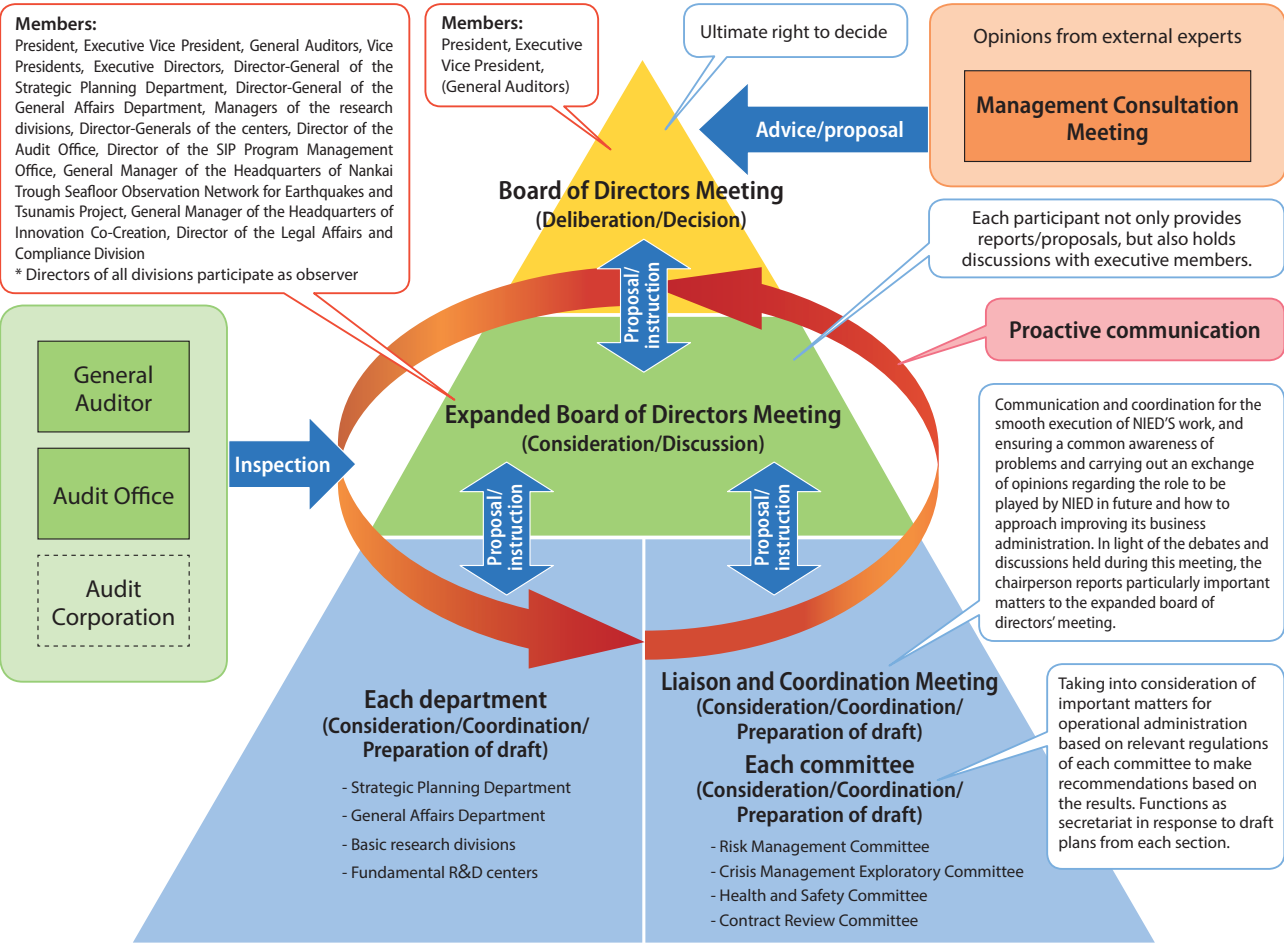 Members:
President, Executive Vice President, General Auditors, Vice
Presidents, Executive Directors, Director-General of the
Strategic Planning Department, Director-General of the
General Affairs Department, Managers of the research
divisions, Director-Generals of the centers, Director of the
Audit Office, Director of the SIP Program Management
Office, General Manager of the Headquarters of Nankai
Trough Seafloor Observation Network for Earthquakes and
Tsunamis Project, General Manager of the Headquarters of
Innovation Co-Creation, Director of the Legal Affairs and
Compliance Division
* Directors of all divisions participate as observer
Members:
President, Executive
Vice President,
(General Auditors)
Ultimate right to decide
Opinions from external experts
Management Consultation
Meeting
Advice/proposal
Board of Directors Meeting
(Deliberation/Decision)
Each participant not only provides
reports/proposals, but also holds
discussions with executive members.
Proposal/
instruction
Proactive communication
General
Auditor
Audit Office
Audit
Corporation
Inspection
Expanded Board of Directors Meeting
(Consideration/Discussion)
Proposal/
instruction
Proposal/
instruction
Communication and coordination for the
smooth execution of NIED'S work, and
ensuring a common awareness of
problems and carrying out an exchange
of opinions regarding the role to be
played by NIED in future and how to
approach improving its business
administration. In light of the debates and
discussions held during this meeting, the
chairperson reports particularly important
matters to the expanded board of
directors' meeting.
Each department
(Consideration/Coordination/
Preparation of draft)
- Strategic Planning Department
- General Affairs Department
- Basic research divisions
- Fundamental R&D centers
Liaison and Coordination Meeting
(Consideration/Coordination/
Preparation of draft)
Each committee
(Consideration/Coordination/
Preparation of draft)
- Risk Management Committee
- Crisis Management Exploratory Committee
- Health and Safety Committee
- Contract Review Committee
Taking into consideration of
important matters for
operational administration
based on relevant regulations
of each committee to make
recommendations based on
the results. Functions as
secretariat in response to draft
plans from each section.